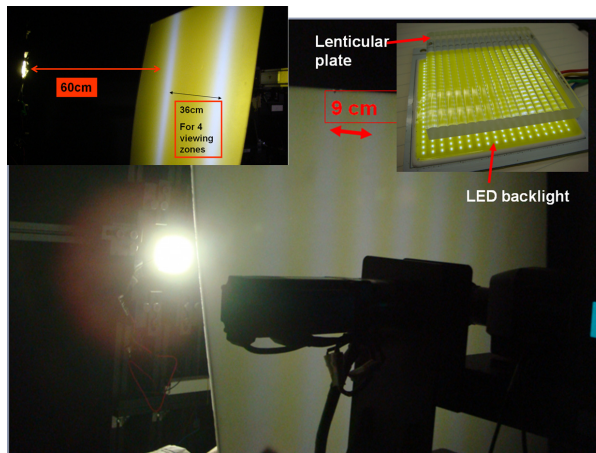 60cm
36cm
For 4
viewing
zones
9 cm
Lenticular
plate
LED backlight